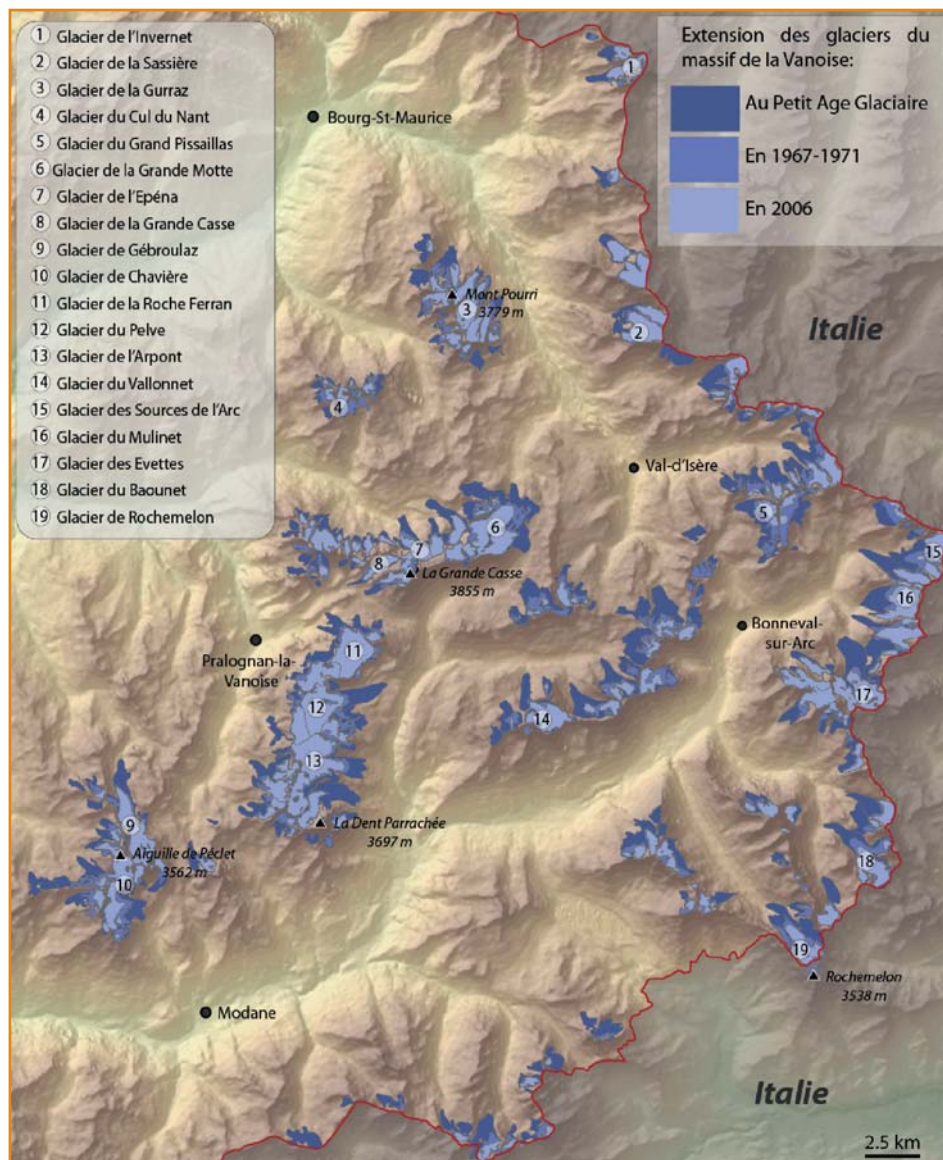 1 Glacier de l'Invernet
2 Glacier de la Sassière
3 Glacier de la Gurraz
4 Glacier du Cul du Nant
5 Glacier du Grand Pissaillas
6 Glacier de la Grande Motte
7 Glacier de l'Epéna
8 Glacier de la Grande Casse
9 Glacier de Gébroulaz
10 Glacier de Chavière
11 Glacier de la Roche Ferran
12 Glacier du Pelve
13 Glacier de l'Arpont
14 Glacier du Vallonnet
15 Glacier des Sources de l'Arc
16 Glacier du Mulinet
17 Glacier des Evettes
18 Glacier du Baounet
19 Glacier de Rochemelon
Extension des glaciers du
massif de la Vanoise:
Au Petit Age Glaciaire
En 1967-1971
En 2006
1
Bourg-St-Maurice
Mont Pourri
3
3779 m
Italie
2
4
Val-d'Isère
5
6
7
8
La Grande Casse
3855 m
15
16
Bonneval-
sur-Arc
Pralognan-la-
Vanoise
11
12
17
14
13
9
La Dent Parrachée
3697 m
Aiguille de Péclet
3562 m
10
18
19
Rochemelon
3538 m
Modane
Italie
2.5 km